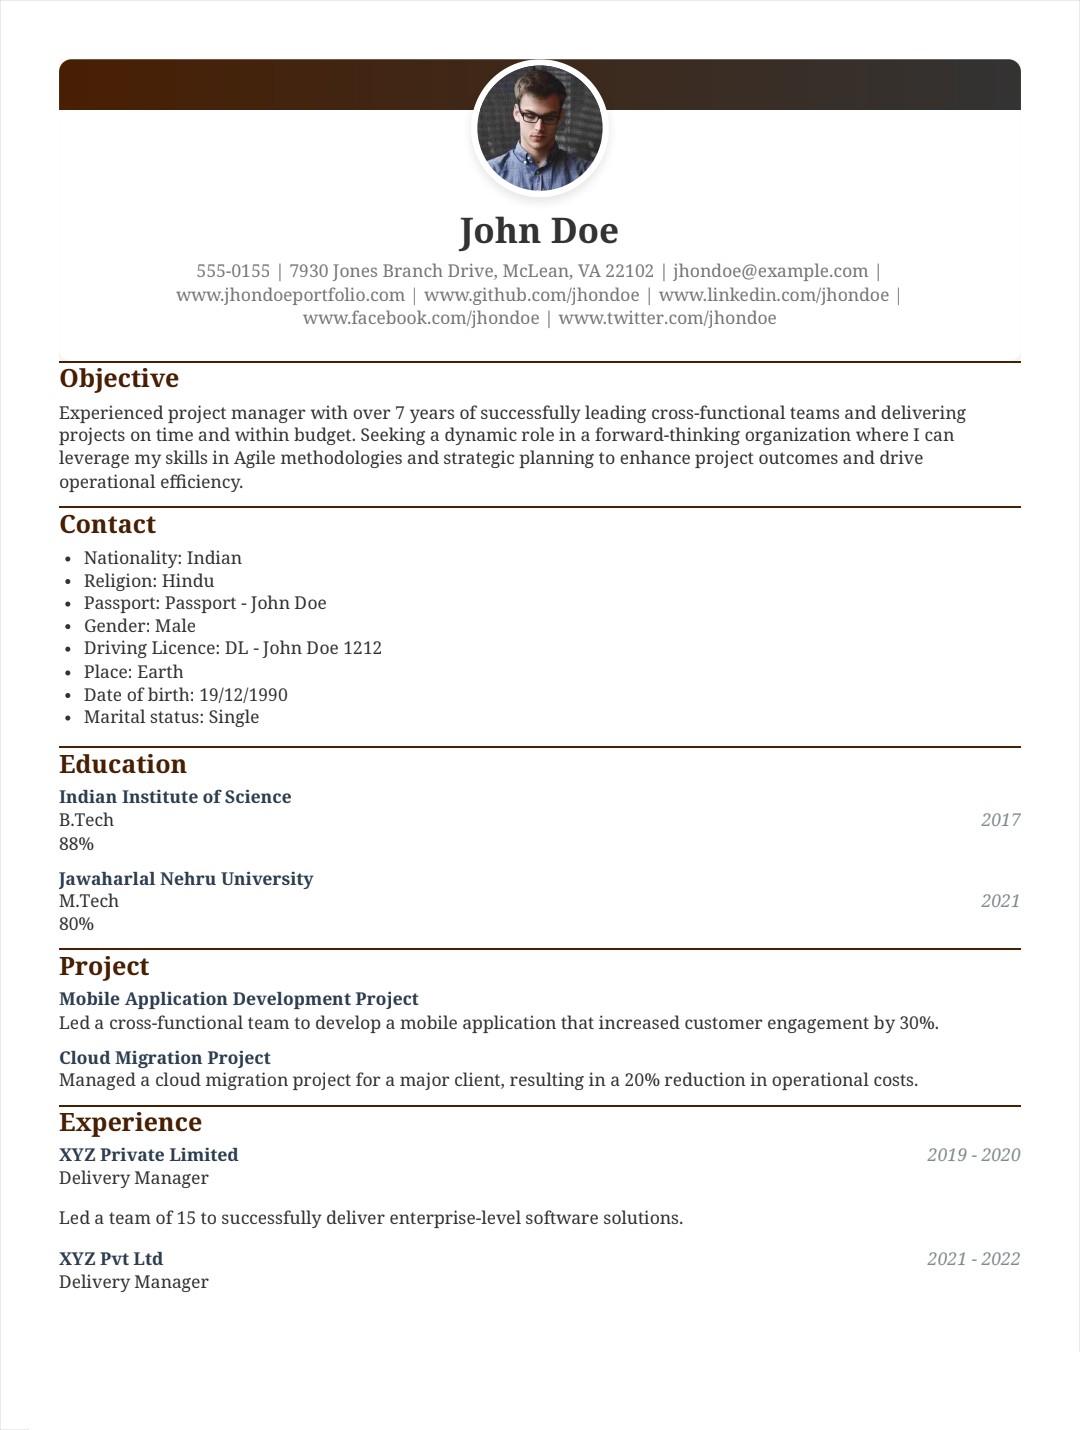 John Doe
555-0155 | 7930 Jones Branch Drive, McLean, VA 22102 | jhondoe@example.com |
www.jhondoeportfolio.com | www.github.com/jhondoe | www.linkedin.com/jhondoe |
www.facebook.com/jhondoe | www.twitter.com/jhondoe
Objective
Experienced project manager with over 7 years of successfully leading cross-functional teams and delivering
projects on time and within budget. Seeking a dynamic role in a forward-thinking organization where I can
leverage my skills in Agile methodologies and strategic planning to enhance project outcomes and drive
operational efficiency.
Contact
• Nationality: Indian
• Religion: Hindu
• Passport: Passport - John Doe
• Gender: Male
• Driving Licence: DL - John Doe 1212
• Place: Earth
• Date of birth: 19/12/1990
• Marital status: Single
Education
Indian Institute of Science
B.Tech 2017
88%
Jawaharlal Nehru University
M.Tech 2021
80%
Project
Mobile Application Development Project
Led a cross-functional team to develop a mobile application that increased customer engagement by 30%.
Cloud Migration Project
Managed a cloud migration project for a major client, resulting in a 20% reduction in operational costs.
Experience
XYZ Private Limited 2019 - 2020
Delivery Manager
Led a team of 15 to successfully deliver enterprise-level software solutions.
XYZ Pvt Ltd 2021 - 2022
Delivery Manager